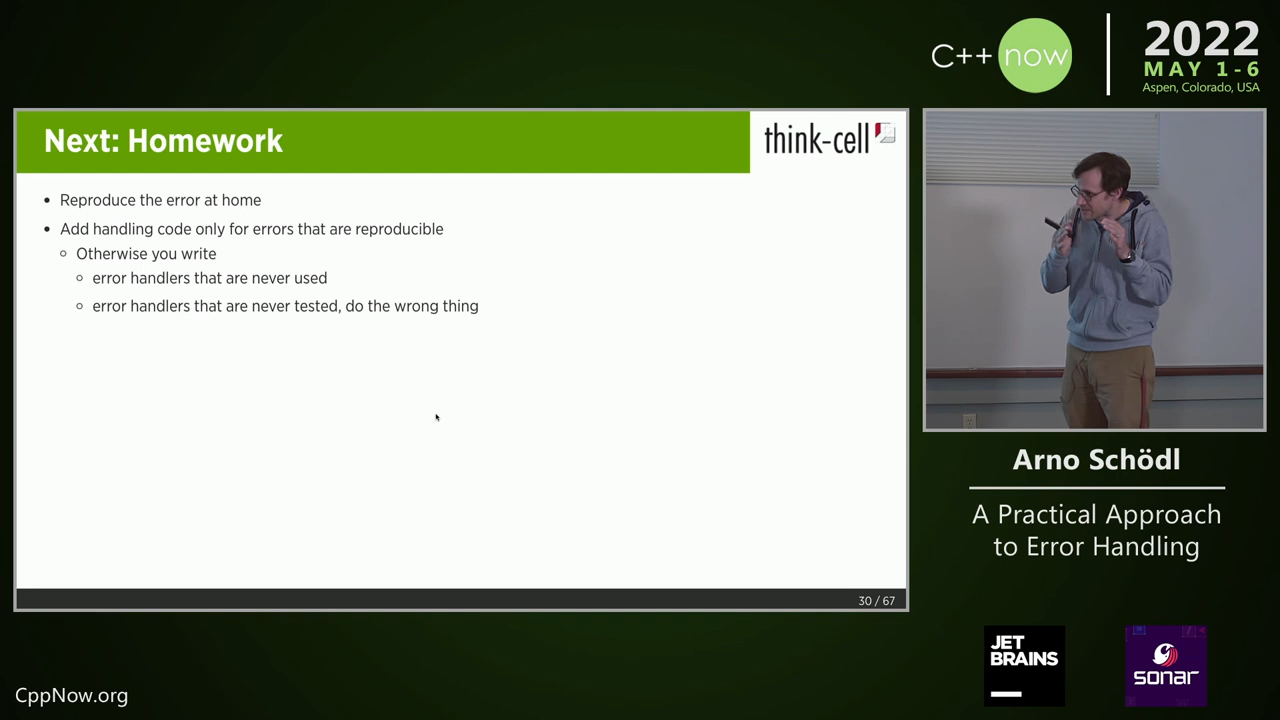 C++ now
2022
MAY 1-6
Aspen, Colorado, USA
Next: Homework
think-cell
• Reproduce the error at home
• Add handling code only for errors that are reproducible
○ Otherwise you write
○ error handlers that are never used
○ error handlers that are never tested, do the wrong thing
30 / 67
Arno Schödl
A Practical Approach
to Error Handling
JET
BRAINS
sonar
CppNow.org